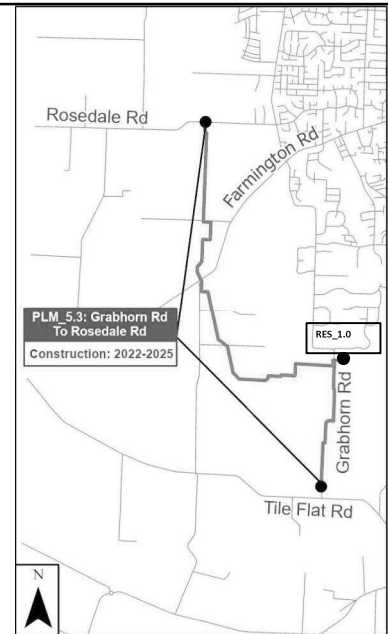 Rosedale Rd
Farmington Rd
PLM_5.3: Grabhorn Rd
To Rosedale Rd
Construction: 2022-2025
RES_1.0
Grabhorn Rd
Tile Flat Rd
N